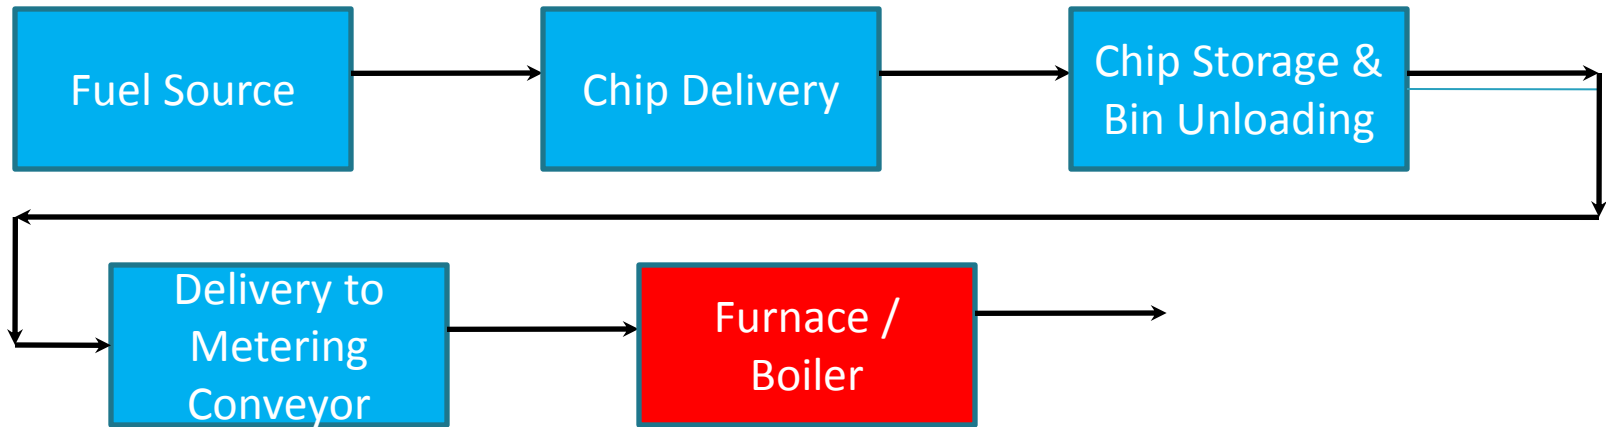 Fuel Source
Chip Delivery
Chip Storage &
Bin Unloading
Delivery to
Metering
Conveyor
Furnace /
Boiler